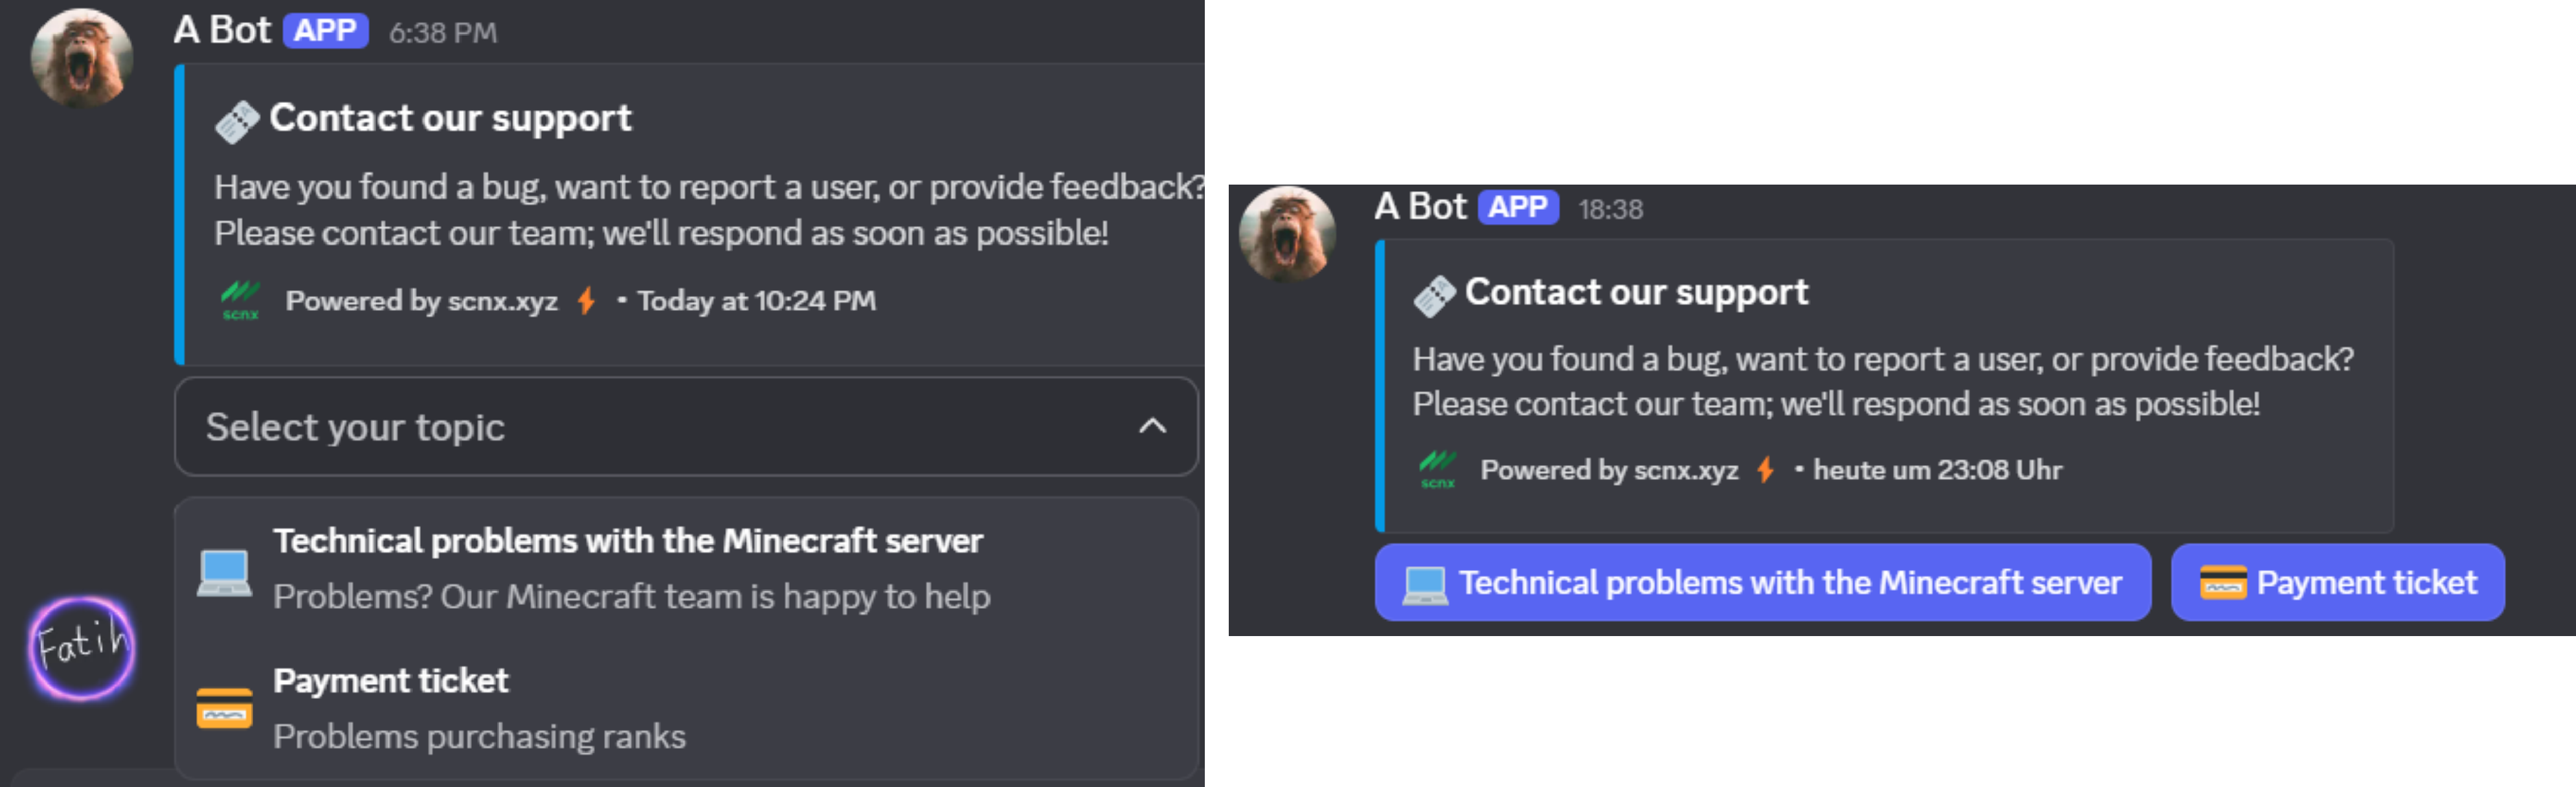 A Bot APP 6:38 PM
Contact our support
Have you found a bug, want to report a user, or provide feedback?
Please contact our team; we'll respond as soon as possible!
scnx Powered by scnx.xyz ⚡ • Today at 10:24 PM
Select your topic
Technical problems with the Minecraft server
Problems? Our Minecraft team is happy to help
Payment ticket
Problems purchasing ranks
Fatih
A Bot APP 18:38
Contact our support
Have you found a bug, want to report a user, or provide feedback?
Please contact our team; we'll respond as soon as possible!
scnx Powered by scnx.xyz ⚡ • heute um 23:08 Uhr
Technical problems with the Minecraft server
Payment ticket